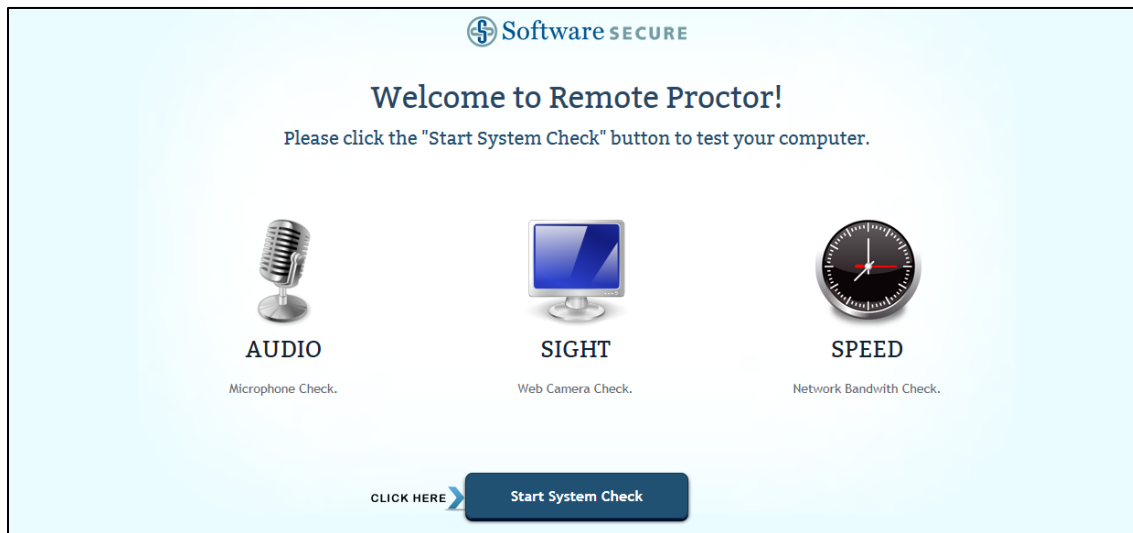 Software SECURE
Welcome to Remote Proctor!
Please click the "Start System Check" button to test your computer.
AUDIO
SIGHT
SPEED
Microphone Check.
Web Camera Check.
Network Bandwith Check.
CLICK HERE
Start System Check